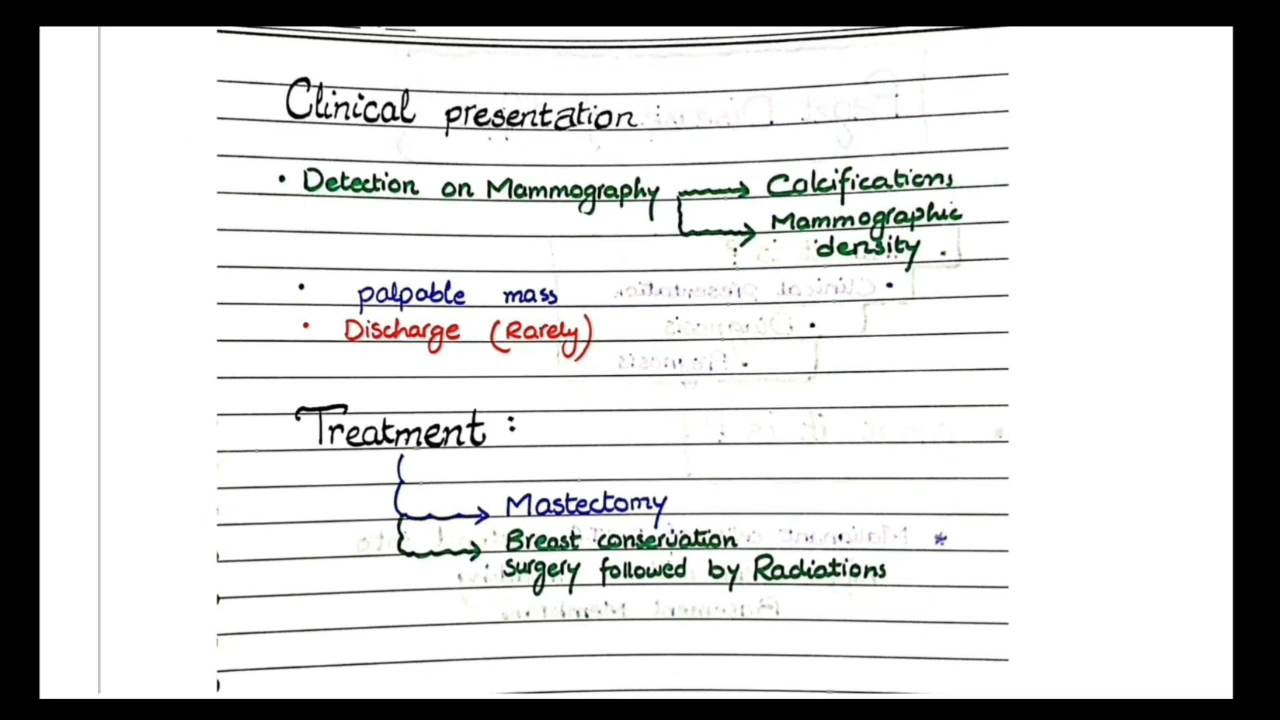 Clinical presentation :
• Detection on Mammography → Calcifications
→ Mammographic
density .
• palpable mass
• Discharge (Rarely)
Treatment :
→ Mastectomy
→ Breast conservation
surgery followed by Radiations